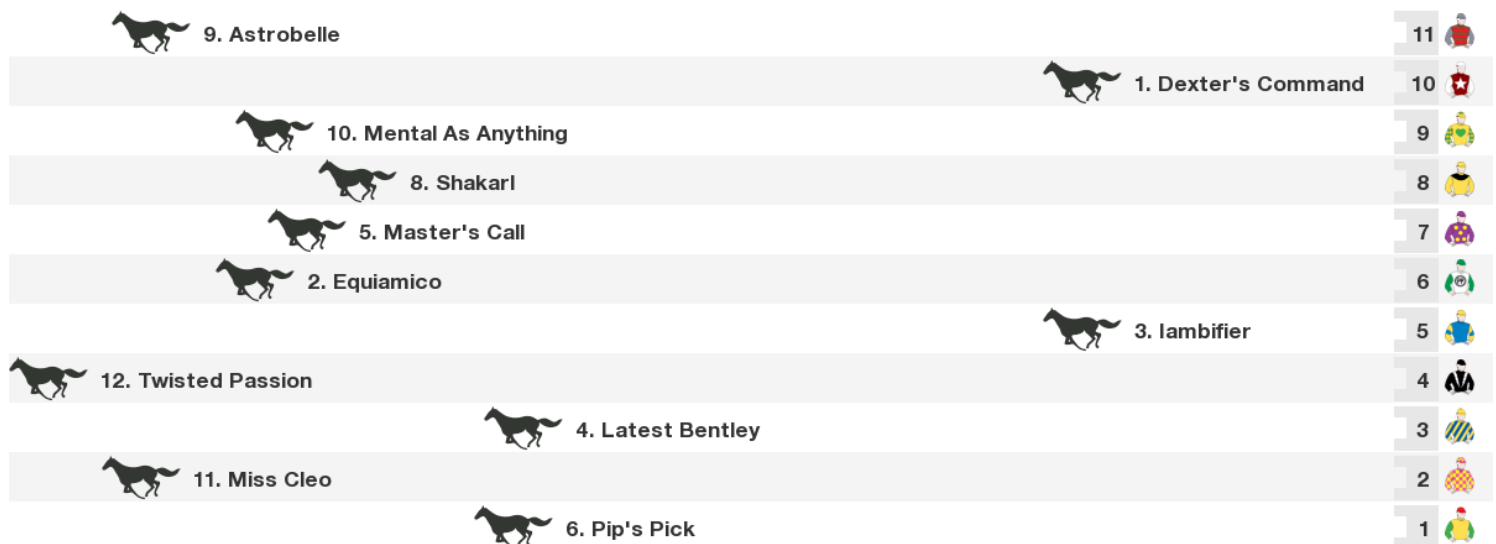 9. Astrobelle 11
1. Dexter's Command 10
10. Mental As Anything 9
8. Shakarl 8
5. Master's Call 7
2. Equiamico 6
3. Iambifier 5
12. Twisted Passion 4
4. Latest Bentley 3
11. Miss Cleo 2
6. Pip's Pick 1